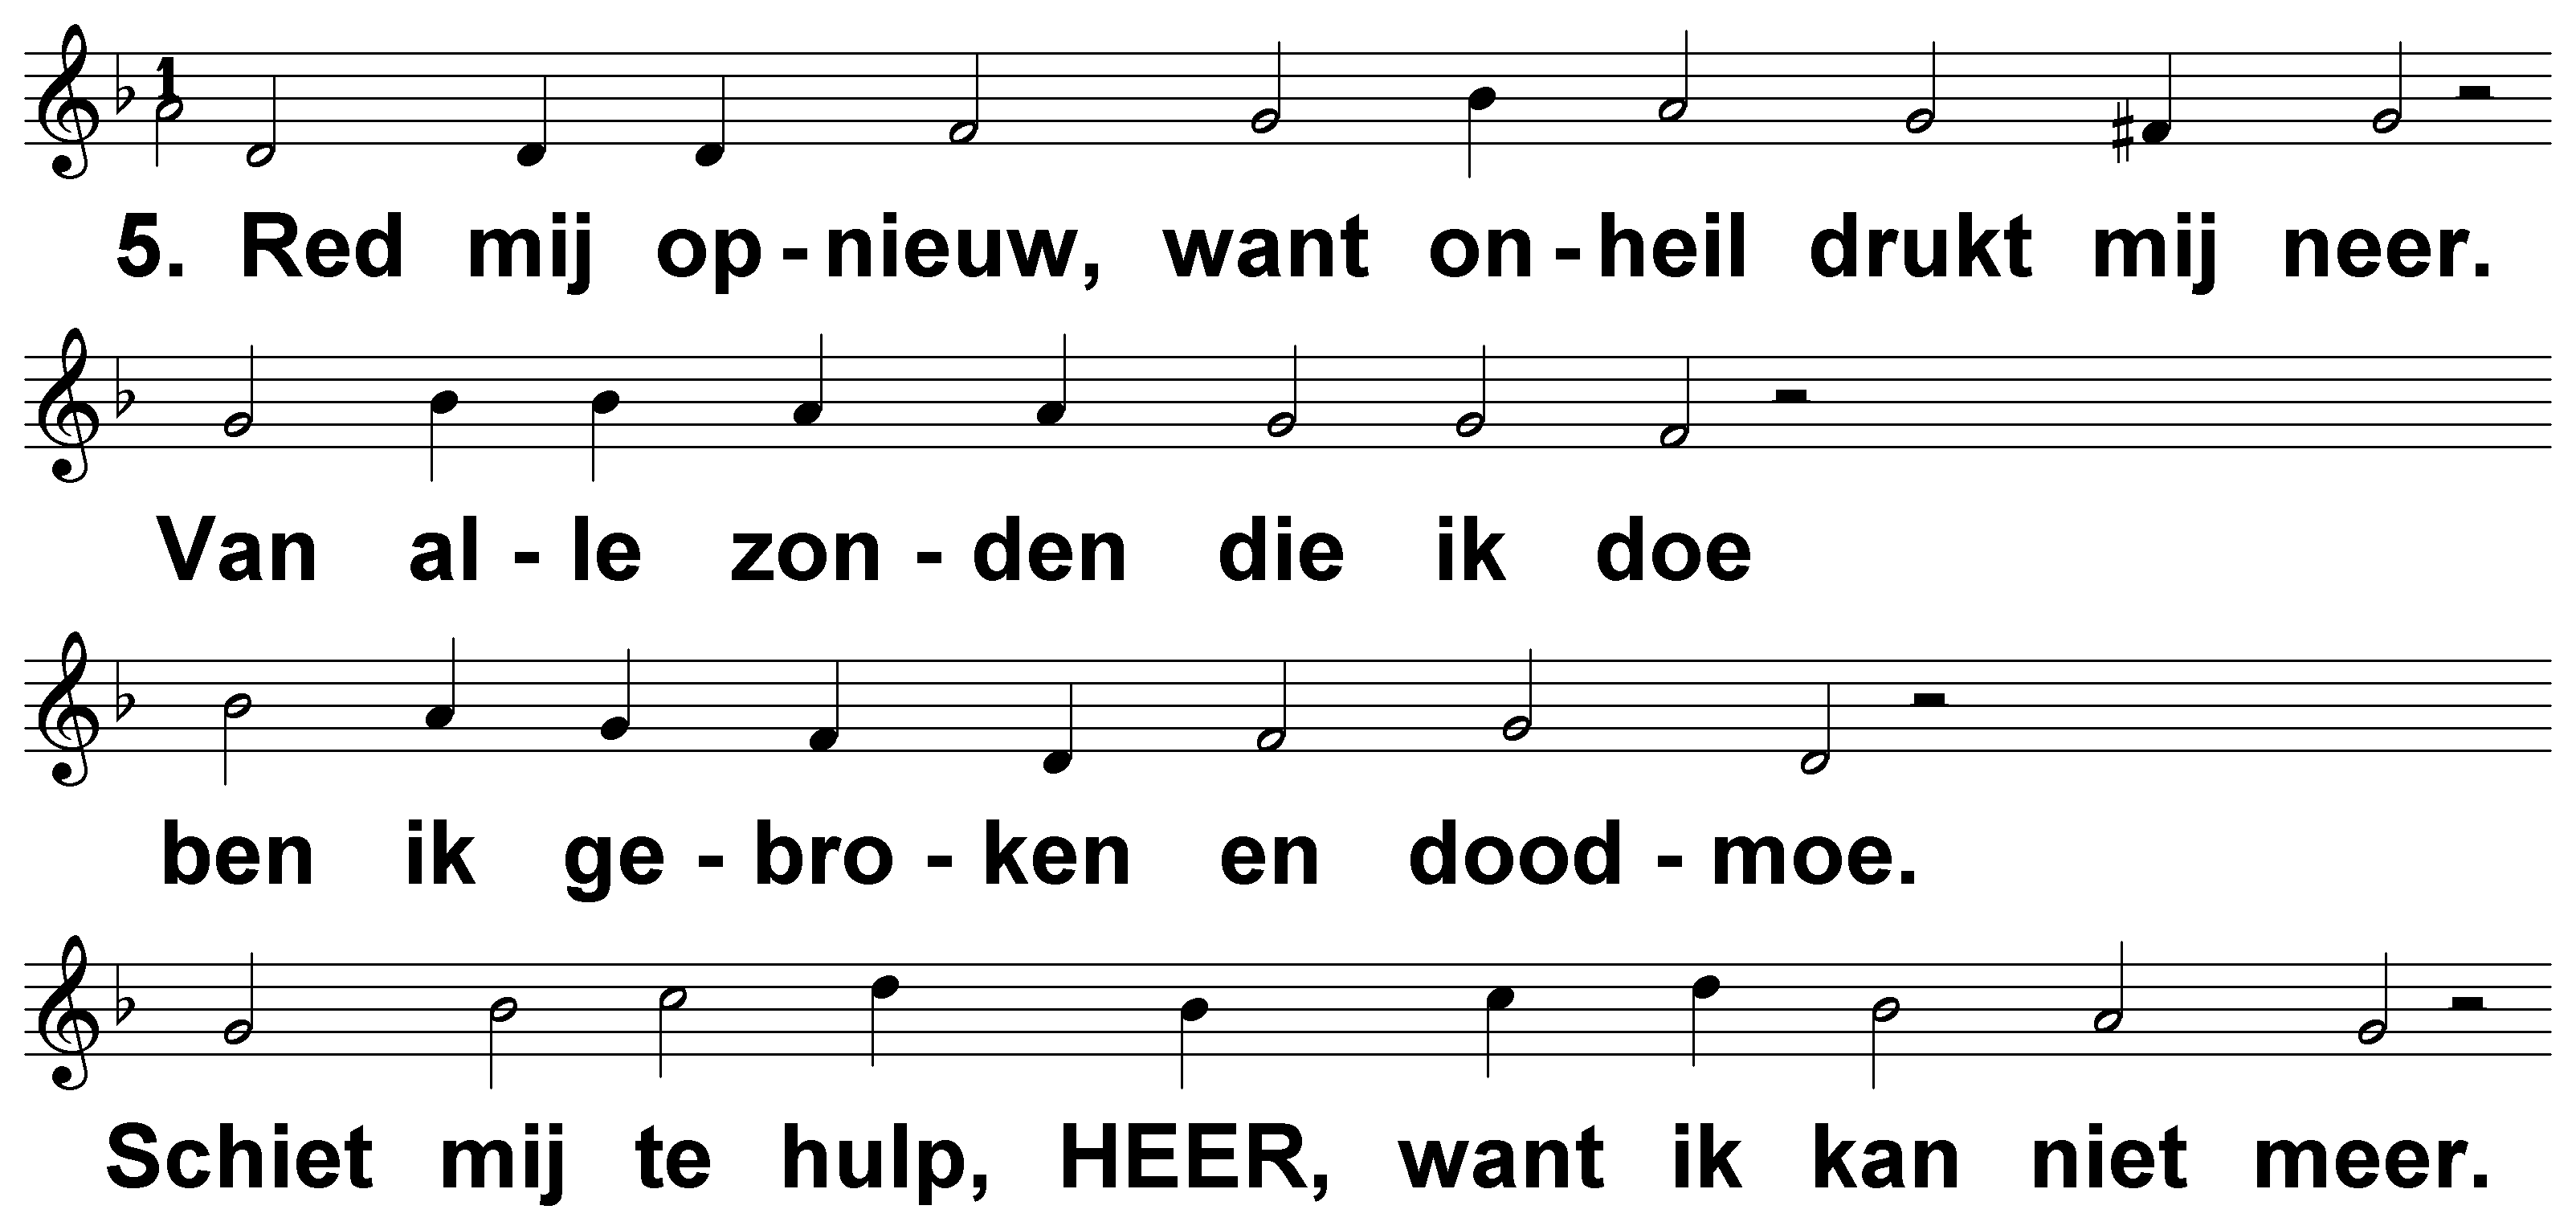 1
5. Red mij op - nieuw, want on - heil drukt mij neer.
Van al - le zon - den die ik doe
ben ik ge - bro - ken en dood - moe.
Schiet mij te hulp, HEER, want ik kan niet meer.